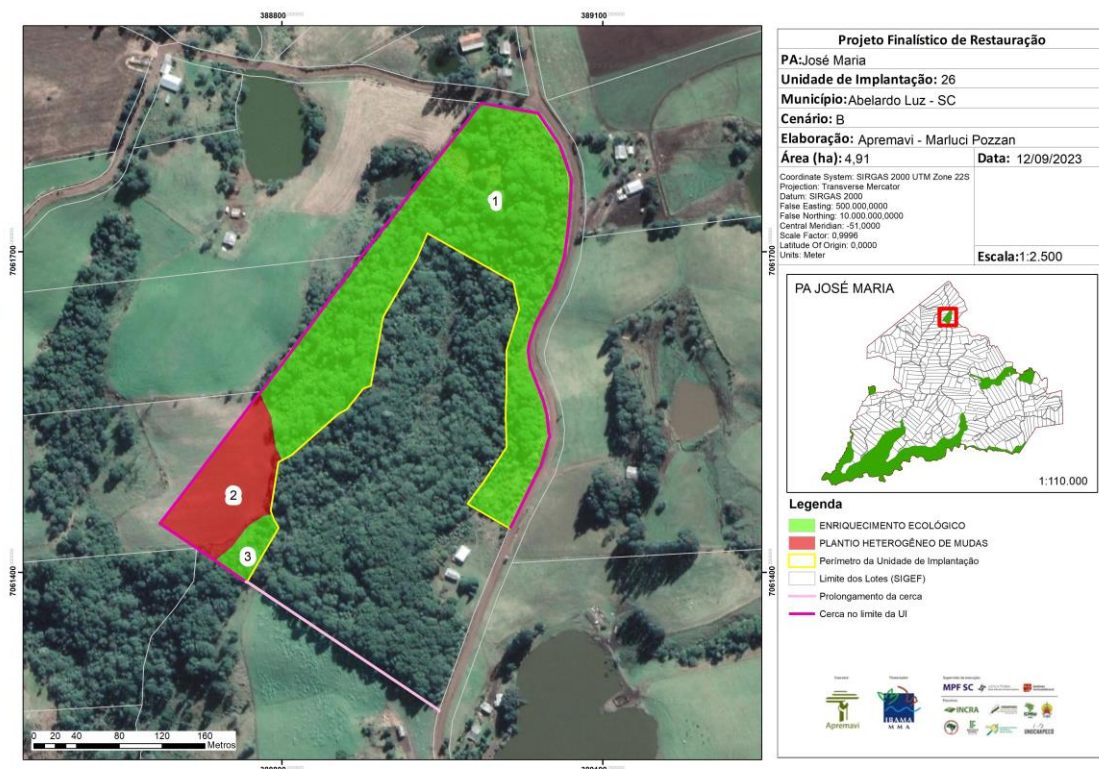 388800
389100
7061700
7061400
1
2
3
0 20 40 80 120 160
Metros
388800
389100
Projeto Finalístico de Restauração
PA:José Maria
Unidade de Implantação: 26
Município:Abelardo Luz - SC
Cenário: B
Elaboração: Apremavi - Marluci Pozzan
Área (ha): 4,91
Data: 12/09/2023
Coordinate System: SIRGAS 2000 UTM Zone 22S
Projection: Transverse Mercator
Datum: SIRGAS 2000
False Easting: 500.000,0000
False Northing: 10.000.000,0000
Central Meridian: -51,0000
Scale Factor: 0,9996
Latitude Of Origin: 0,0000
Units: Meter
Escala:1:2.500
PA JOSÉ MARIA
1:110.000
Legenda
ENRIQUECIMENTO ECOLÓGICO
PLANTIO HETEROGÊNEO DE MUDAS
Perímetro da Unidade de Implantação
Limite dos Lotes (SIGEF)
Prolongamento da cerca
Cerca no limite da UI
Apremavi
IBAMA
M M A
MPF SC
INCRA
UNOCHAPECÓ